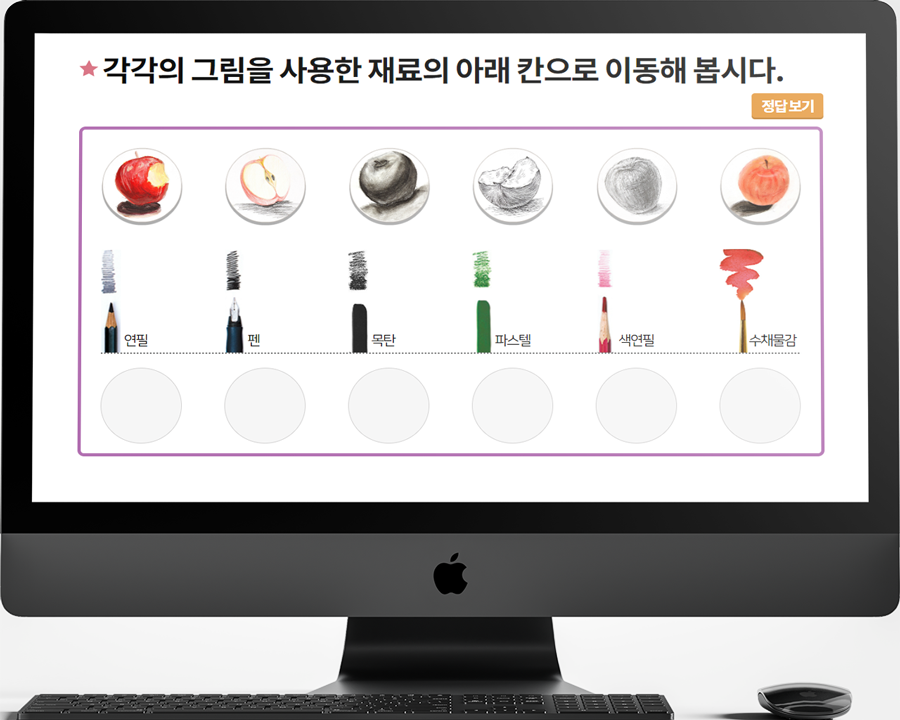 각각의 그림을 사용한 재료의 아래 칸으로 이동해 봅시다.
정답 보기
연필 펜 목탄 파스텔 색연필 수채물감